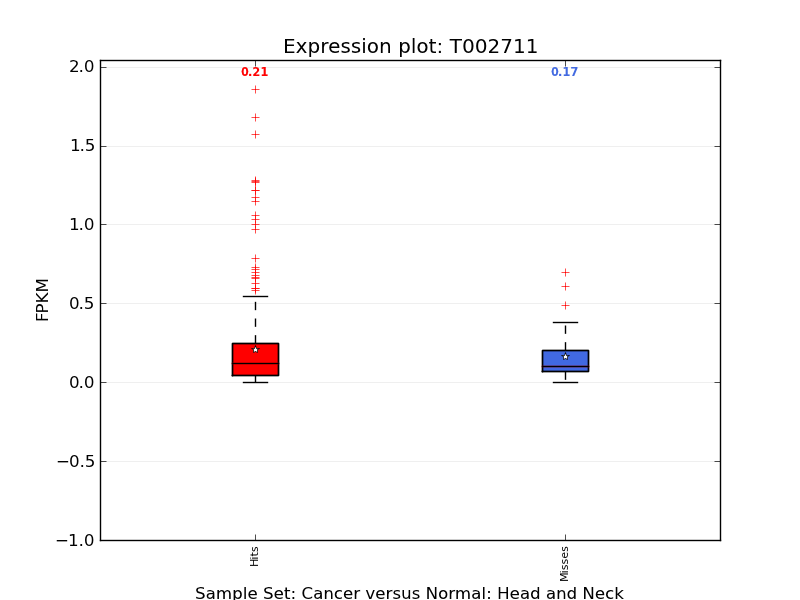 Expression plot: T002711
0.21
0.17
2.0
1.5
1.0
0.5
0.0
−0.5
−1.0
FPKM
Hits
Misses
Sample Set: Cancer versus Normal: Head and Neck